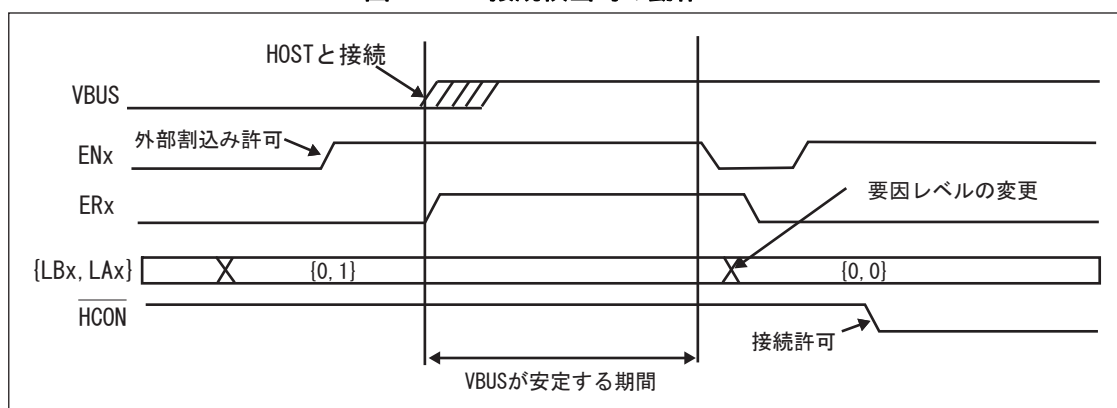 HOSTと接続
VBUS
外部割込み許可
ENx
ERx
要因レベルの変更
{LBx, LAx}
{0, 1}
{0, 0}
HCON
接続許可
VBUSが安定する期間